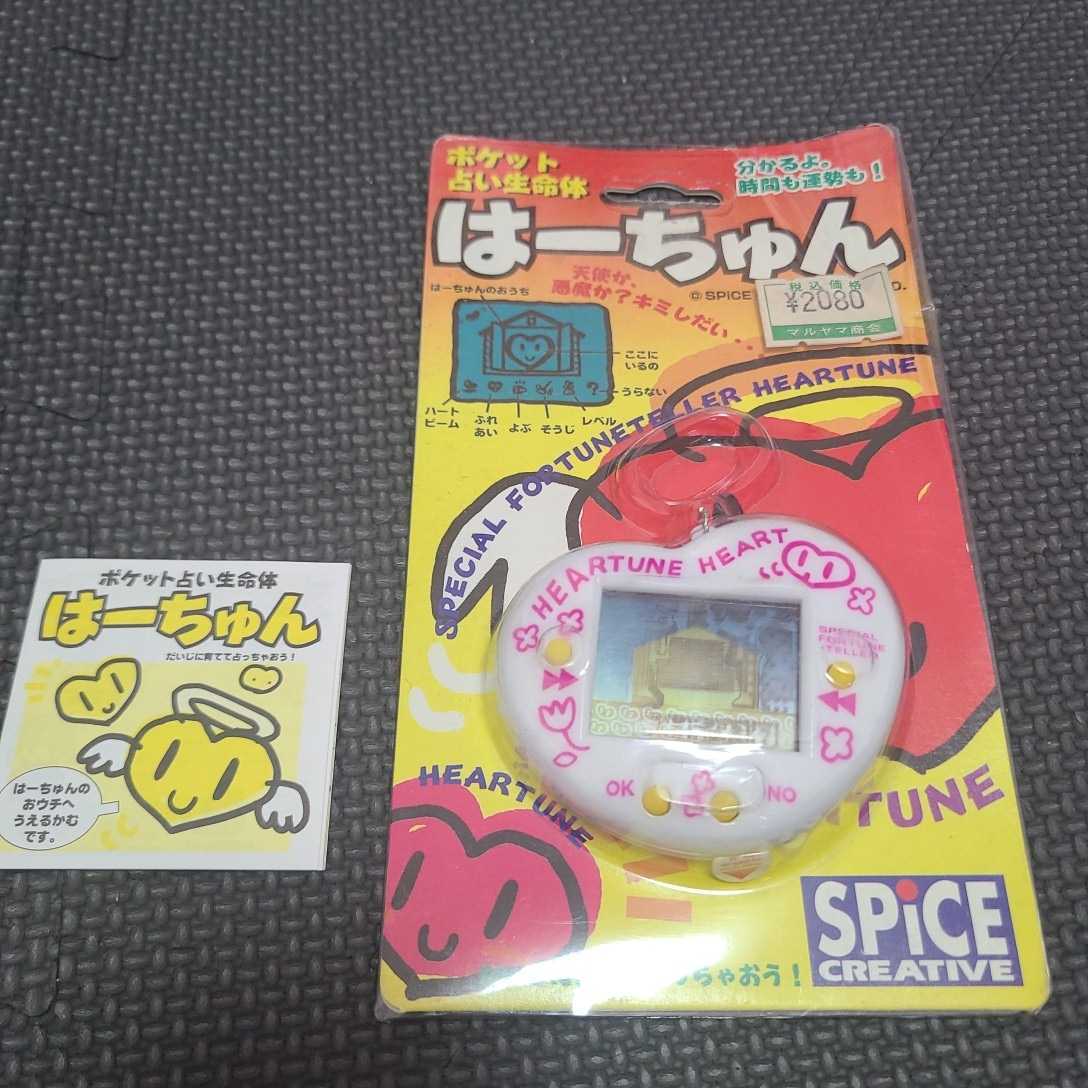 ポケット
占い生命体
分かるよ。
時間も運勢も!
はーちゅん
天使か、
悪魔か?キミしだい・・
© SPiCE
税込価格
¥2080
マルヤマ商会
はーちゅんのおうち
ここに
いるの
うらない
ハート
ビーム
ふれ
あい
よぶ
そうじ
レベル
SPECIAL FORTUNETELLER HEARTUNE
HEARTUNE HEART
SPECIAL
FORTUNE
-TELLER
OK
NO
HEARTUNE
TUNE
ちゃおう!
SPiCE
CREATIVE
ポケット占い生命体
はーちゅん
だいじに育てて占っちゃおう!
はーちゅんの
おウチへ
うえるかむ
です。